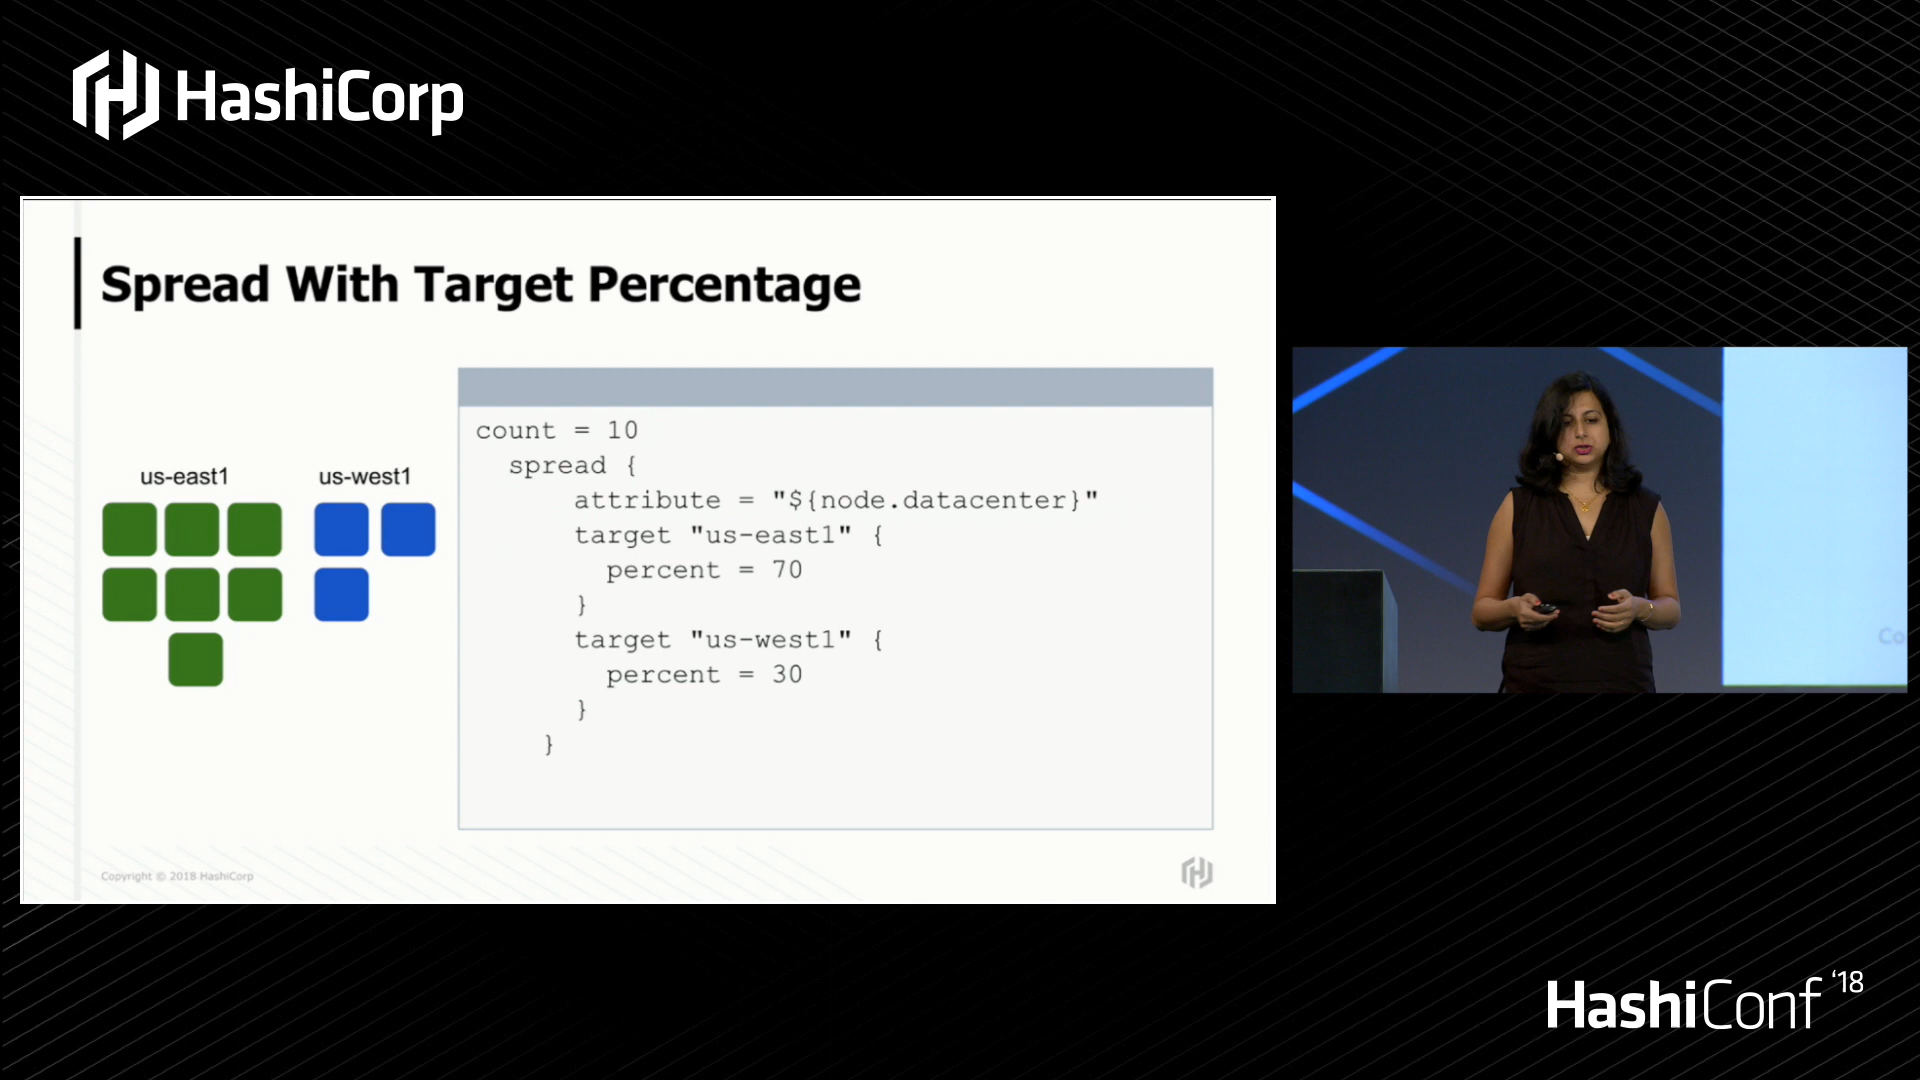 HashiCorp
Spread With Target Percentage
us-east1
us-west1
count = 10
spread {
attribute = "${node.datacenter}"
target "us-east1" {
percent = 70
}
target "us-west1" {
percent = 30
}
}
Copyright © 2018 HashiCorp
Co
HashiConf '18